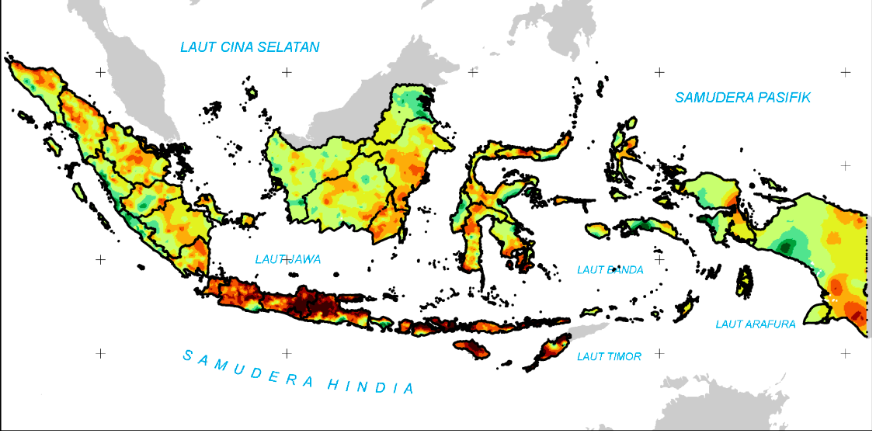 LAUT CINA SELATAN
SAMUDERA PASIFIK
LAUT JAWA
LAUT BANDA
LAUT ARAFURA
LAUT TIMOR
SAMUDERA HINDIA